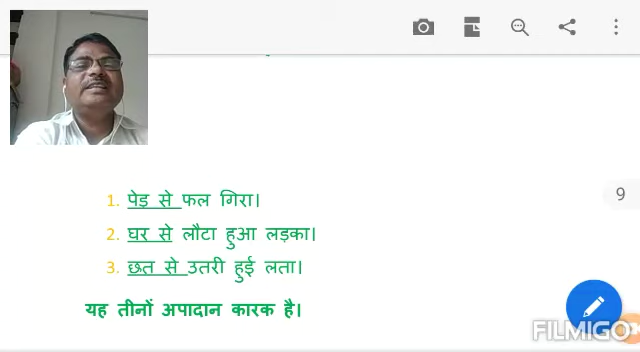 9
1. पेड़ से फल गिरा।
2. घर से लौटा हुआ लड़का।
3. छत से उतरी हुई लता।
यह तीनों अपादान कारक है।
FILMIGO